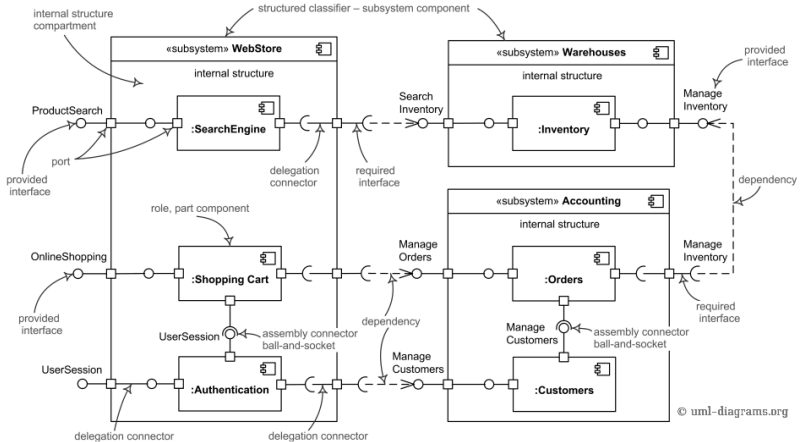 structured classifier – subsystem component
internal structure
compartment
«subsystem» WebStore
internal structure
«subsystem» Warehouses
internal structure
provided
interface
ProductSearch
:SearchEngine
Search
Inventory
:Inventory
Manage
Inventory
port
provided
interface
delegation
connector
required
interface
dependency
role, part component
«subsystem» Accounting
internal structure
OnlineShopping
:Shopping Cart
Manage
Orders
:Orders
Manage
Inventory
provided
interface
dependency
required
interface
UserSession
assembly connector
ball-and-socket
Manage
Customers
assembly connector
ball-and-socket
UserSession
:Authentication
Manage
Customers
:Customers
delegation connector
delegation connector
© uml-diagrams.org